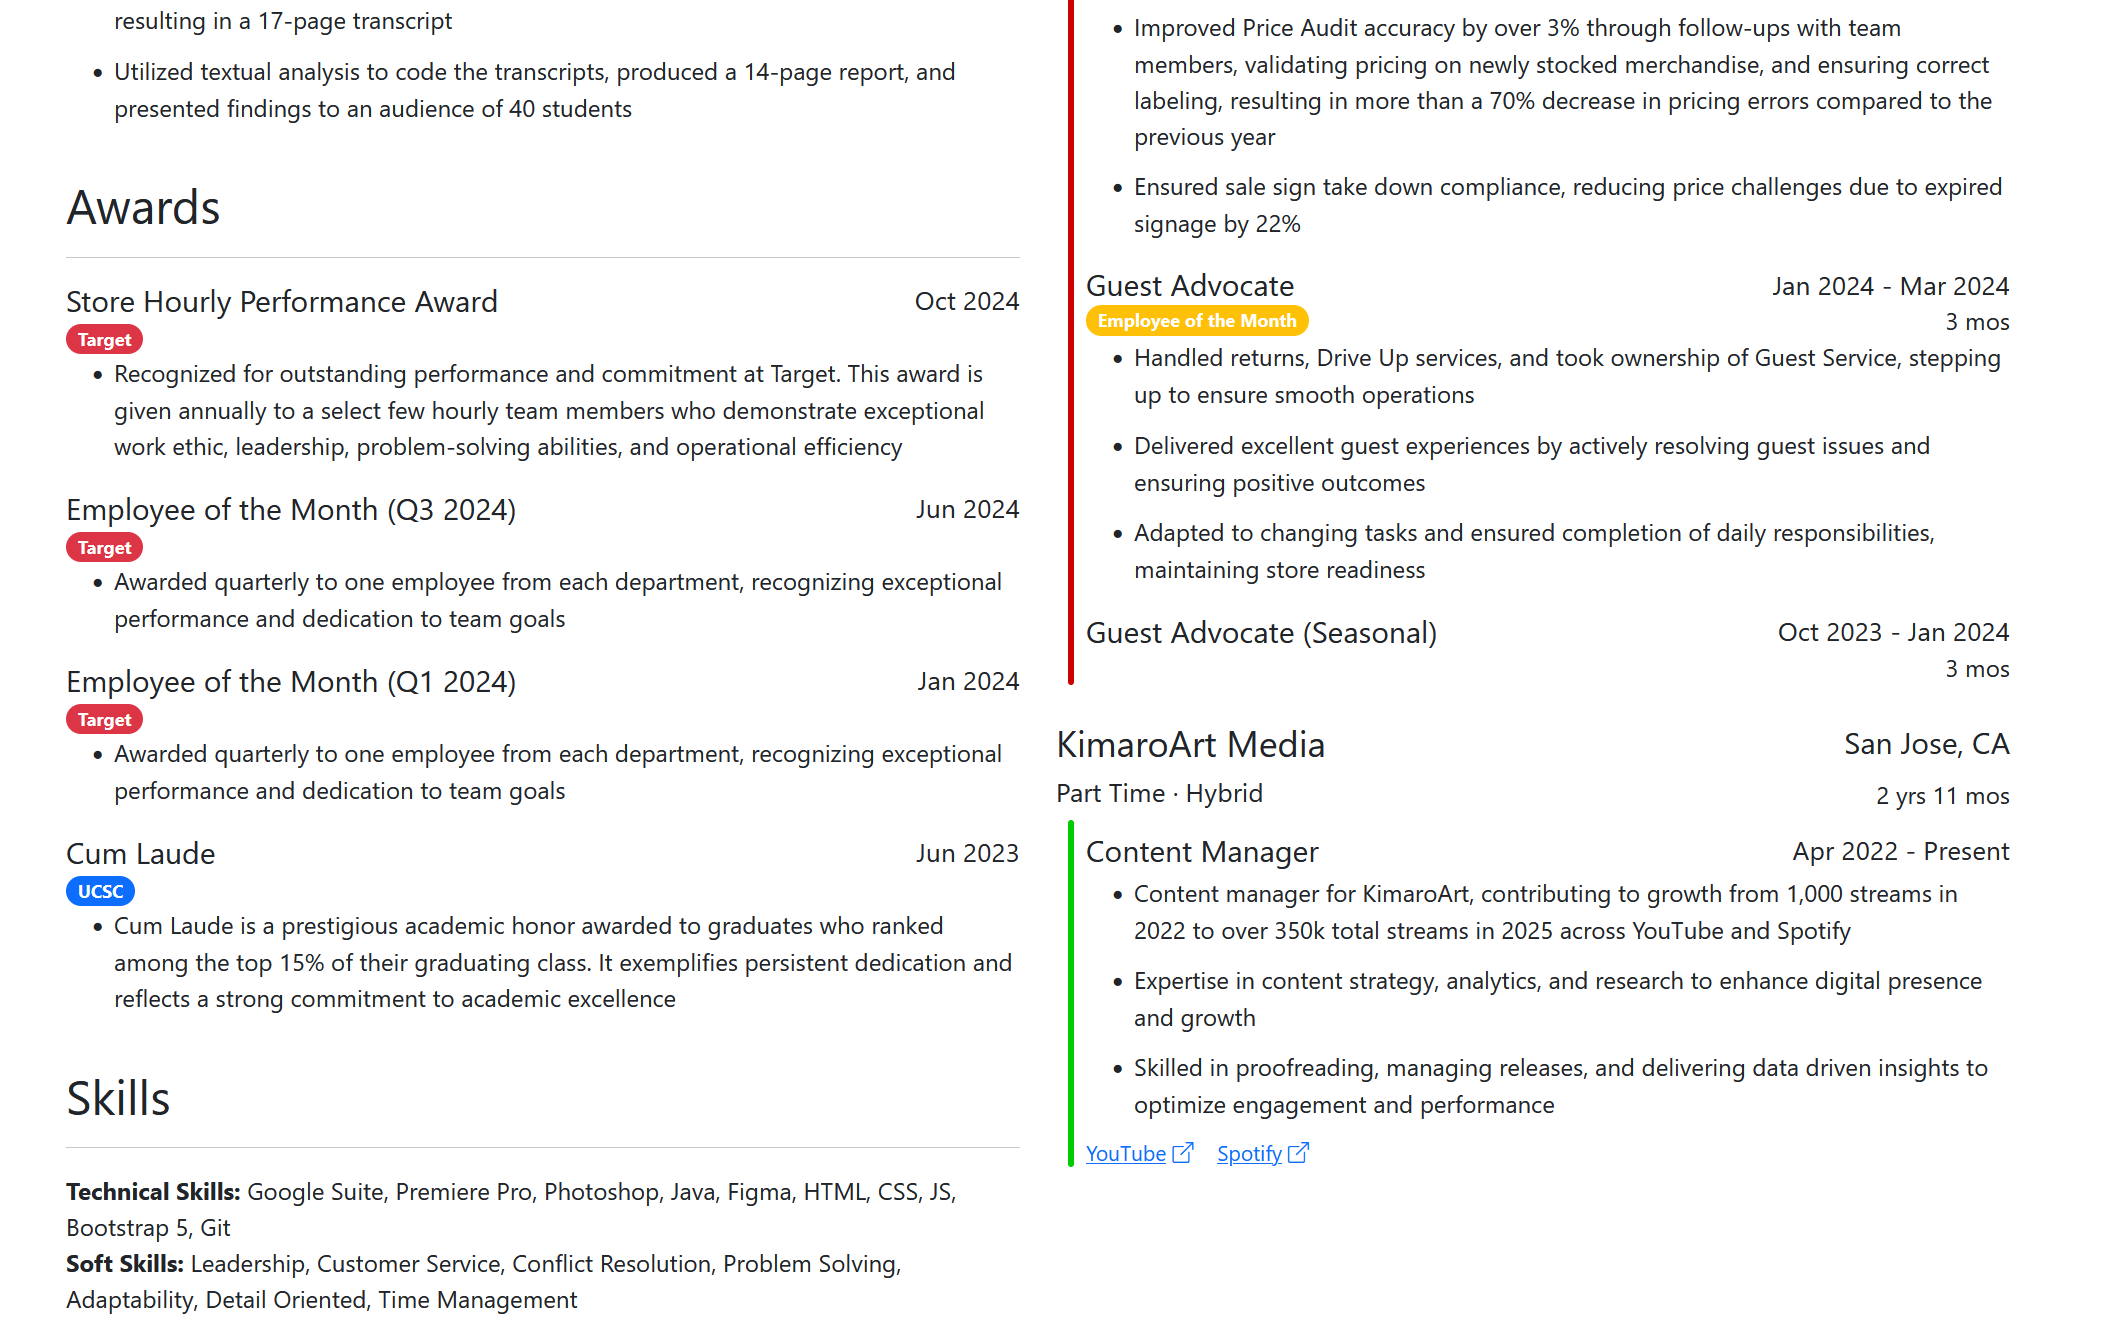 resulting in a 17-page transcript
Utilized textual analysis to code the transcripts, produced a 14-page report, and
presented findings to an audience of 40 students
Awards
Store Hourly Performance Award
Oct 2024
Target
Recognized for outstanding performance and commitment at Target. This award is
given annually to a select few hourly team members who demonstrate exceptional
work ethic, leadership, problem-solving abilities, and operational efficiency
Employee of the Month (Q3 2024)
Jun 2024
Target
Awarded quarterly to one employee from each department, recognizing exceptional
performance and dedication to team goals
Employee of the Month (Q1 2024)
Jan 2024
Target
Awarded quarterly to one employee from each department, recognizing exceptional
performance and dedication to team goals
Cum Laude
Jun 2023
UCSC
Cum Laude is a prestigious academic honor awarded to graduates who ranked
among the top 15% of their graduating class. It exemplifies persistent dedication and
reflects a strong commitment to academic excellence
Skills
Technical Skills: Google Suite, Premiere Pro, Photoshop, Java, Figma, HTML, CSS, JS,
Bootstrap 5, Git
Soft Skills: Leadership, Customer Service, Conflict Resolution, Problem Solving,
Adaptability, Detail Oriented, Time Management
Improved Price Audit accuracy by over 3% through follow-ups with team
members, validating pricing on newly stocked merchandise, and ensuring correct
labeling, resulting in more than a 70% decrease in pricing errors compared to the
previous year
Ensured sale sign take down compliance, reducing price challenges due to expired
signage by 22%
Guest Advocate
Jan 2024 - Mar 2024
Employee of the Month
3 mos
Handled returns, Drive Up services, and took ownership of Guest Service, stepping
up to ensure smooth operations
Delivered excellent guest experiences by actively resolving guest issues and
ensuring positive outcomes
Adapted to changing tasks and ensured completion of daily responsibilities,
maintaining store readiness
Guest Advocate (Seasonal)
Oct 2023 - Jan 2024
3 mos
KimaroArt Media
San Jose, CA
Part Time · Hybrid
2 yrs 11 mos
Content Manager
Apr 2022 - Present
Content manager for KimaroArt, contributing to growth from 1,000 streams in
2022 to over 350k total streams in 2025 across YouTube and Spotify
Expertise in content strategy, analytics, and research to enhance digital presence
and growth
Skilled in proofreading, managing releases, and delivering data driven insights to
optimize engagement and performance
YouTube Spotify